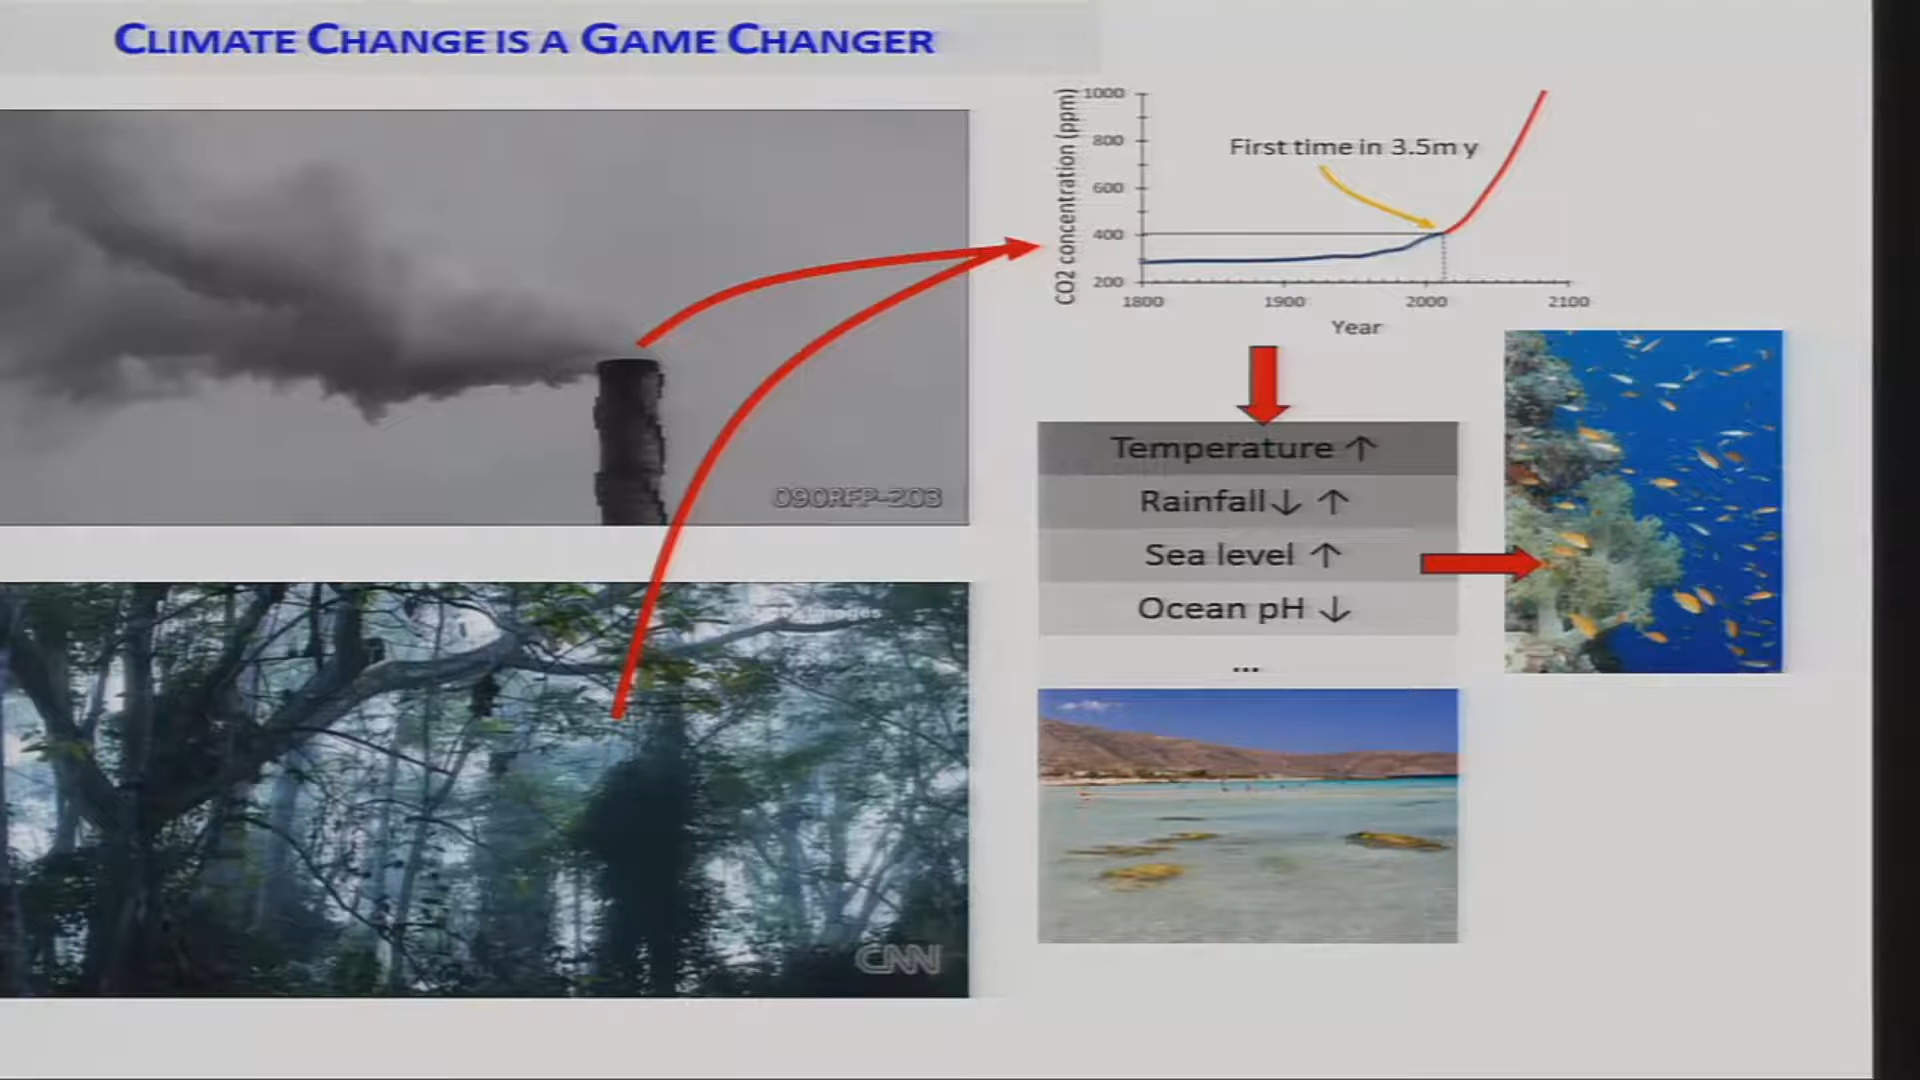 CLIMATE CHANGE IS A GAME CHANGER
090RFP-203
CNN
CO2 concentration (ppm)
1000
800
600
400
200
First time in 3.5m y
1800 1900 2000 2100
Year
Temperature ↑
Rainfall ↓ ↑
Sea level ↑
Ocean pH ↓
...